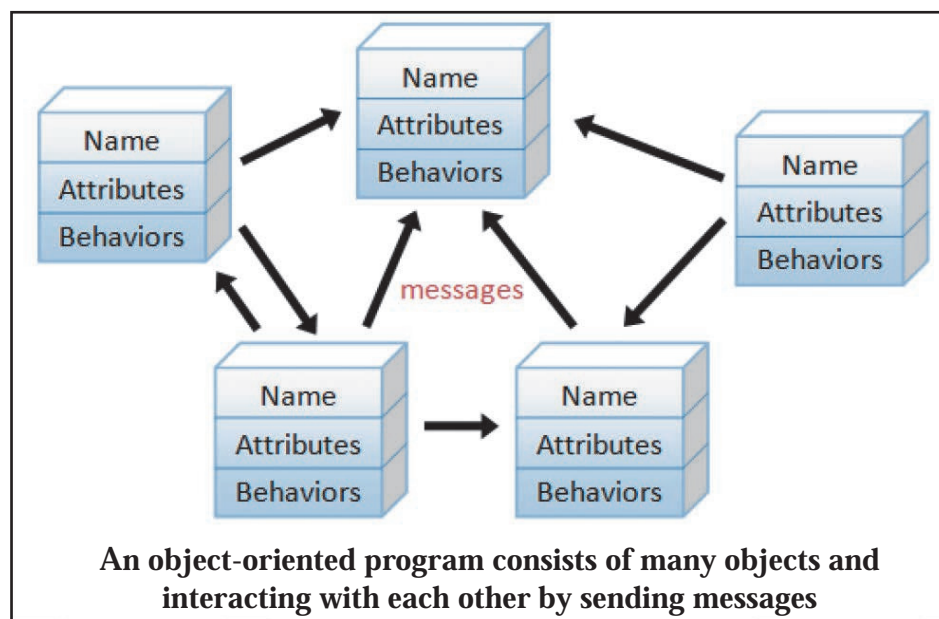 Name
Attributes
Behaviors
Name
Attributes
Behaviors
Name
Attributes
Behaviors
messages
Name
Attributes
Behaviors
Name
Attributes
Behaviors
An object-oriented program consists of many objects and
interacting with each other by sending messages